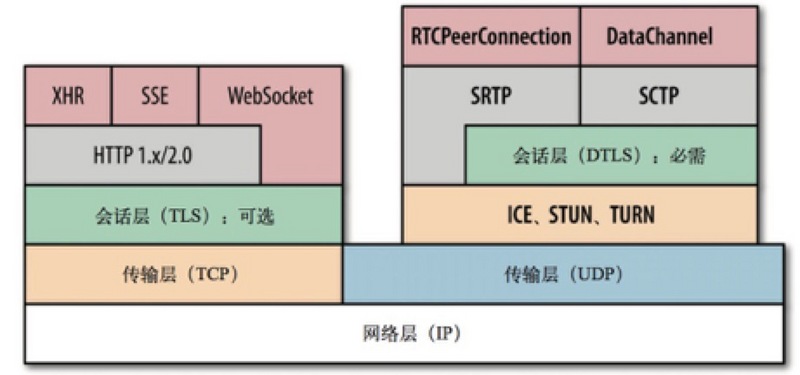 RTCPeerConnection
DataChannel
XHR
SSE
WebSocket
SRTP
SCTP
HTTP 1.x/2.0
会话层（DTLS）：必需
会话层（TLS）：可选
ICE、STUN、TURN
传输层（TCP）
传输层（UDP）
网络层（IP）